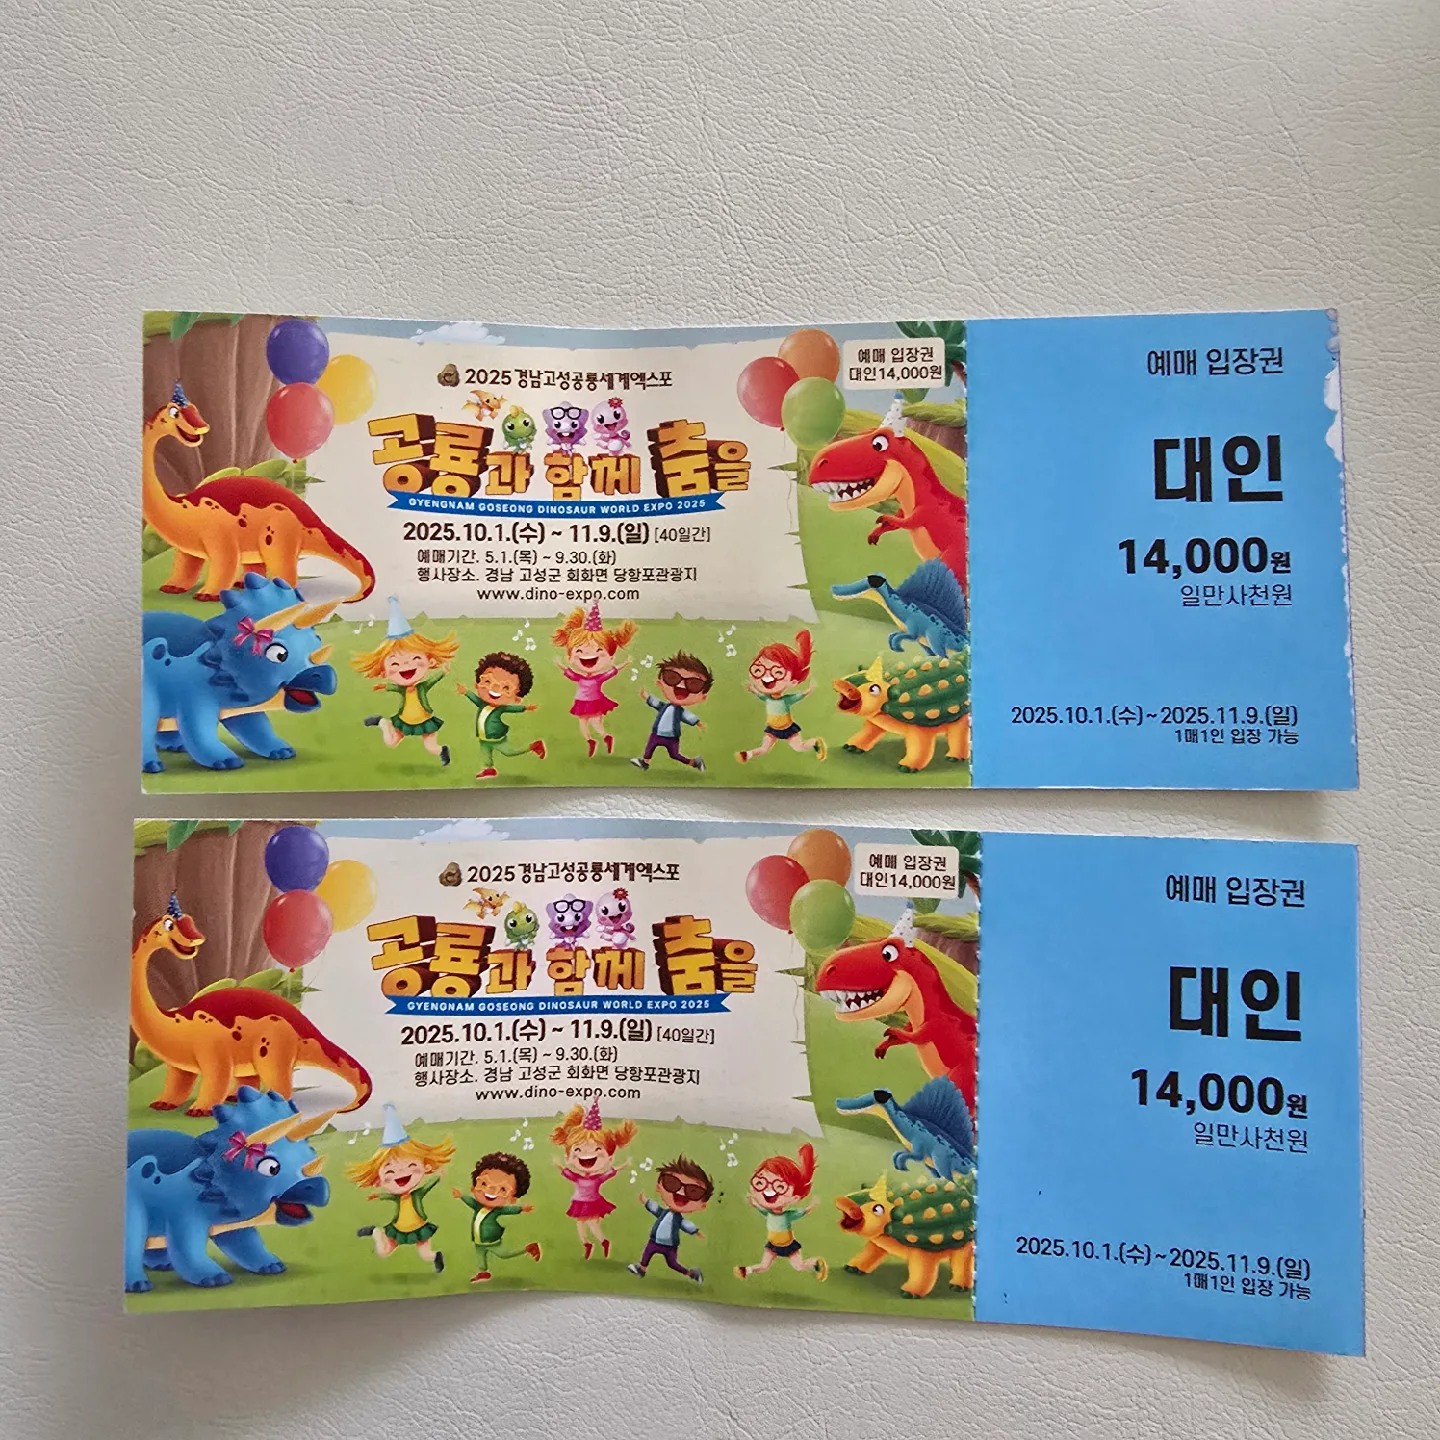 2025경남고성공룡세계엑스포
예매 입장권
대인14,000원
공룡과 함께 춤을
GYENGNAM GOSEONG DINOSAUR WORLD EXPO 2025
2025.10.1.(수) ~ 11.9.(일) [40일간]
예매기간. 5.1.(목) ~ 9.30.(화)
행사장소. 경남 고성군 회화면 당항포관광지
www.dino-expo.com
예매 입장권
대인
14,000원
일만사천원
2025.10.1.(수)~2025.11.9.(일)
1매1인 입장 가능
2025경남고성공룡세계엑스포
예매 입장권
대인14,000원
공룡과 함께 춤을
GYENGNAM GOSEONG DINOSAUR WORLD EXPO 2025
2025.10.1.(수) ~ 11.9.(일) [40일간]
예매기간. 5.1.(목) ~ 9.30.(화)
행사장소. 경남 고성군 회화면 당항포관광지
www.dino-expo.com
예매 입장권
대인
14,000원
일만사천원
2025.10.1.(수)~2025.11.9.(일)
1매1인 입장 가능